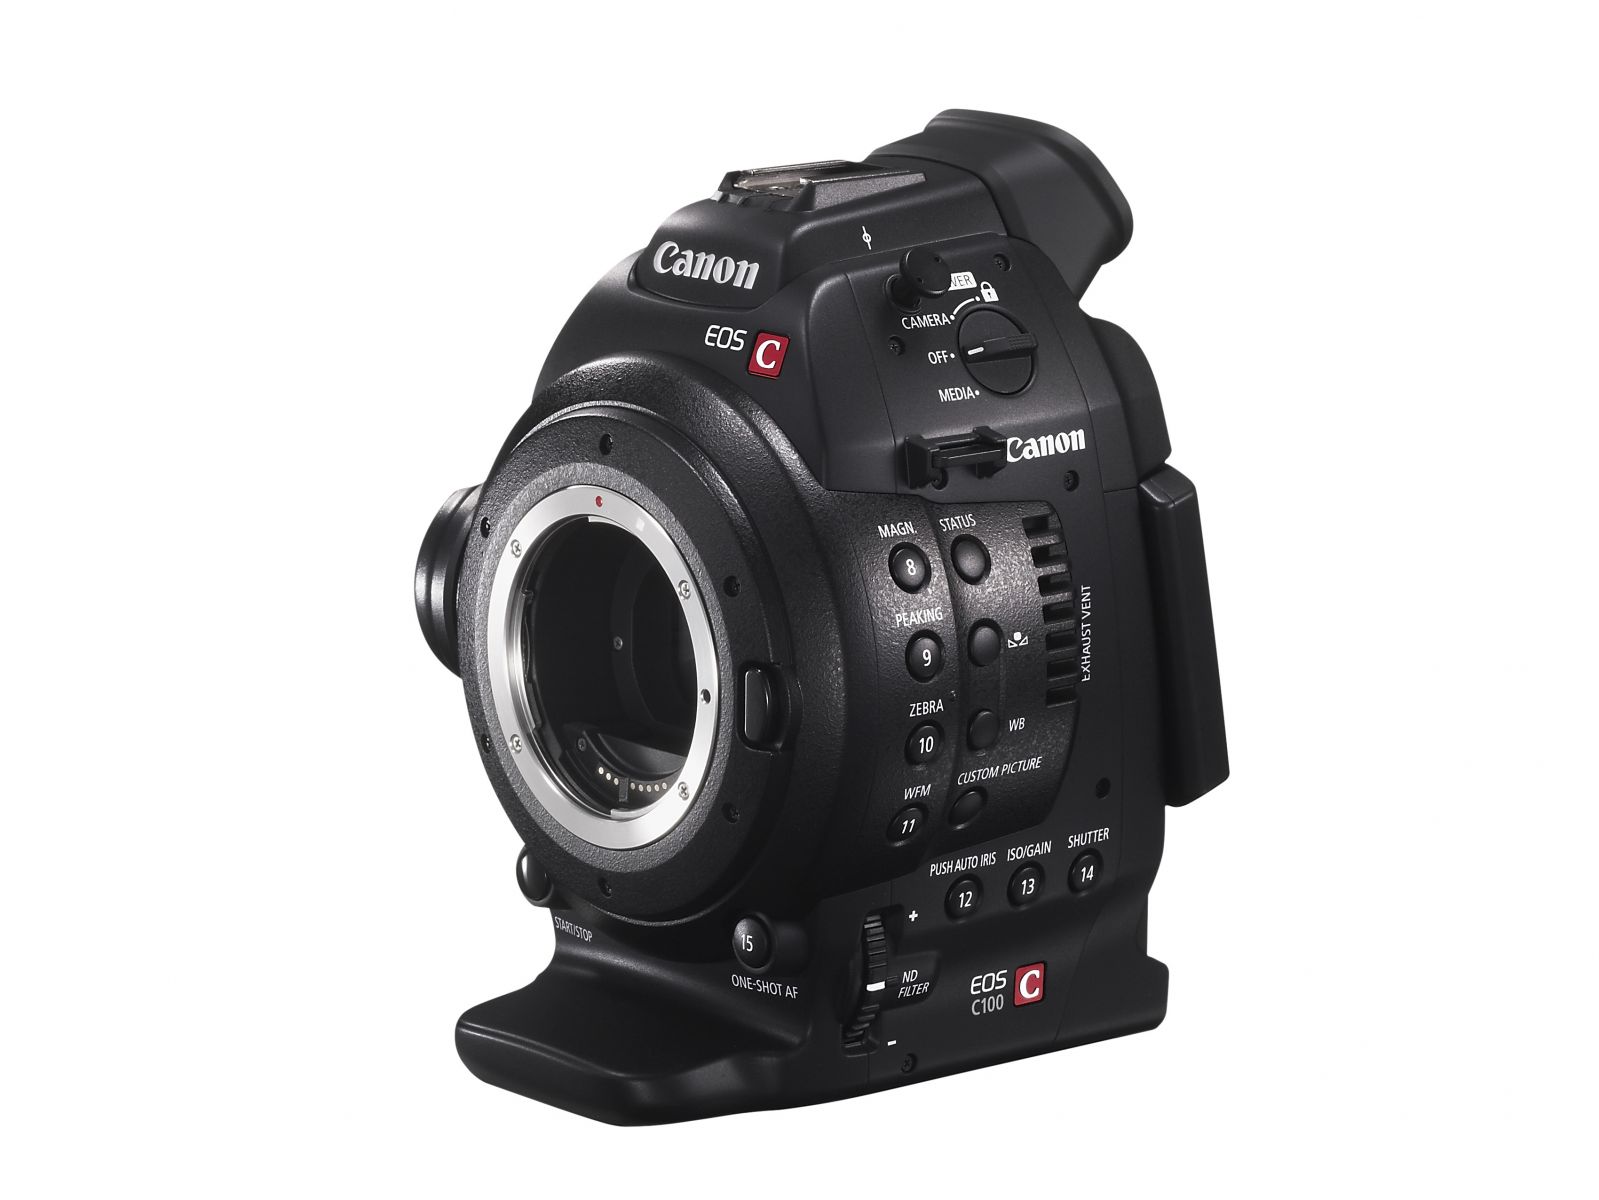 Canon
EOS C
CAMERA
OFF
MEDIA
Canon
MAGN.
STATUS
8
PEAKING
9
ZEBRA
10
WB
CUSTOM PICTURE
WFM
11
EXHAUST VENT
PUSH AUTO IRIS
ISO/GAIN
SHUTTER
12
13
14
+
START/STOP
15
ONE-SHOT AF
ND
FILTER
-
EOS C
C100